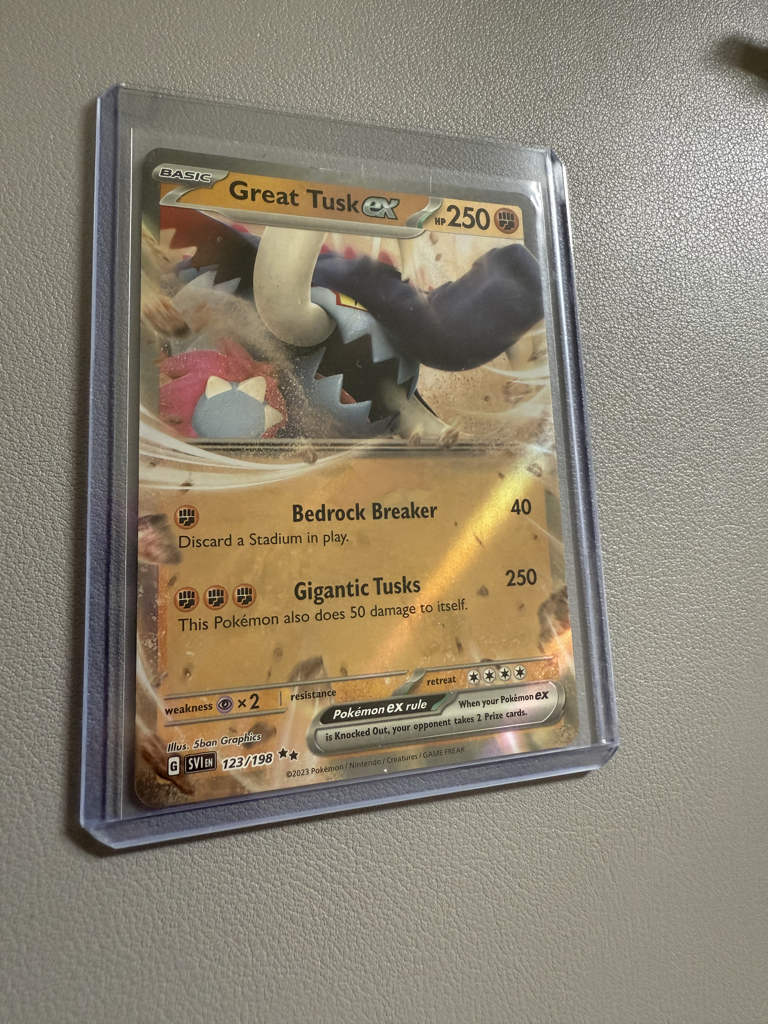 BASIC
Great Tusk ex
HP 250
Bedrock Breaker 40
Discard a Stadium in play.
Gigantic Tusks 250
This Pokémon also does 50 damage to itself.
weakness ×2 resistance retreat
Pokémon ex rule When your Pokémon ex
is Knocked Out, your opponent takes 2 Prize cards.
Illus. 5ban Graphics
G SVI EN 123/198
©2023 Pokémon / Nintendo / Creatures / GAME FREAK